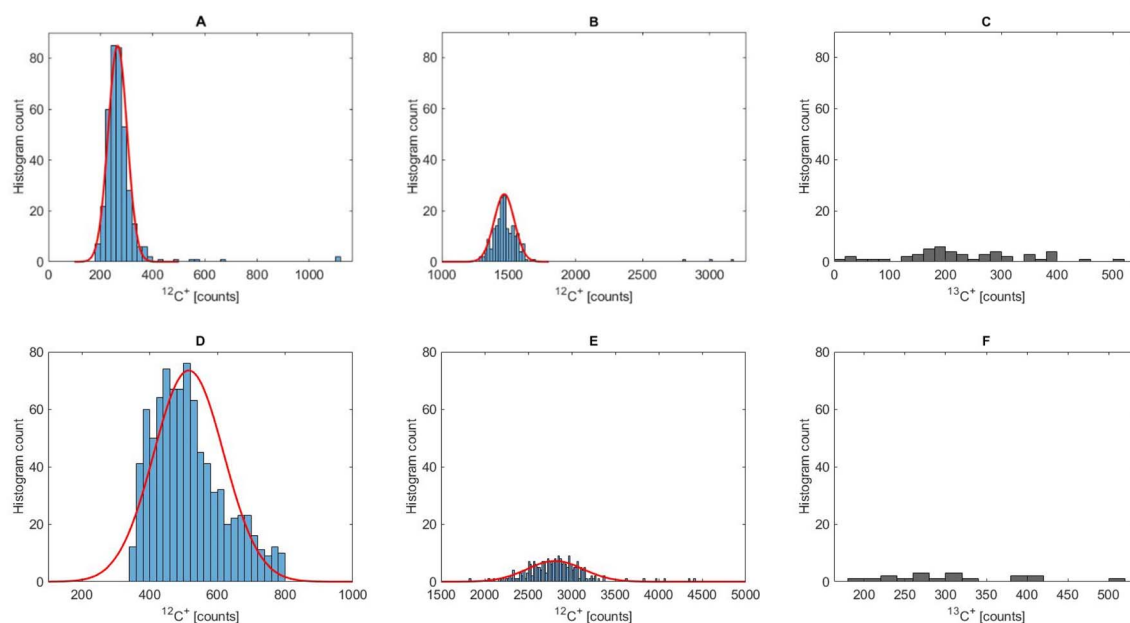 A
Histogram count
80
60
40
20
0
0 200 400 600 800 1000
¹²C⁺ [counts]
B
Histogram count
80
60
40
20
0
1000 1500 2000 2500 3000
¹²C⁺ [counts]
C
Histogram count
80
60
40
20
0
0 100 200 300 400 500
¹³C⁺ [counts]
D
Histogram count
80
60
40
20
0
200 400 600 800 1000
¹²C⁺ [counts]
E
Histogram count
80
60
40
20
0
1500 2000 2500 3000 3500 4000 4500 5000
¹²C⁺ [counts]
F
Histogram count
80
60
40
20
0
200 250 300 350 400 450 500
¹³C⁺ [counts]